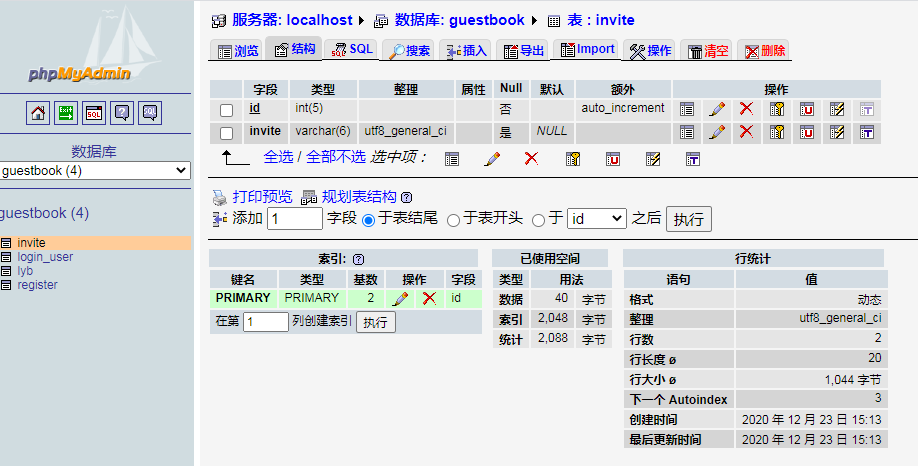 phpMyAdmin
SQL
数据库
guestbook (4)
guestbook (4)
invite
login_user
lyb
register
服务器: localhost 数据库: guestbook 表 : invite
浏览 结构 SQL 搜索 插入 导出 Import 操作 清空 删除
字段 类型 整理 属性 Null 默认 额外 操作
id int(5) 否 auto_increment
invite varchar(6) utf8_general_ci 是 NULL
全选 / 全部不选 选中项：
打印预览 规划表结构
添加 1 字段 于表结尾 于表开头 于 id 之后 执行
索引:
键名 类型 基数 操作 字段
PRIMARY PRIMARY 2 id
在第 1 列创建索引 执行
已使用空间
类型 用法
数据 40 字节
索引 2,048 字节
统计 2,088 字节
行统计
语句 值
格式 动态
整理 utf8_general_ci
行数 2
行长度 ø 20
行大小 ø 1,044 字节
下一个 Autoindex 3
创建时间 2020 年 12 月 23 日 15:13
最后更新时间 2020 年 12 月 23 日 15:13